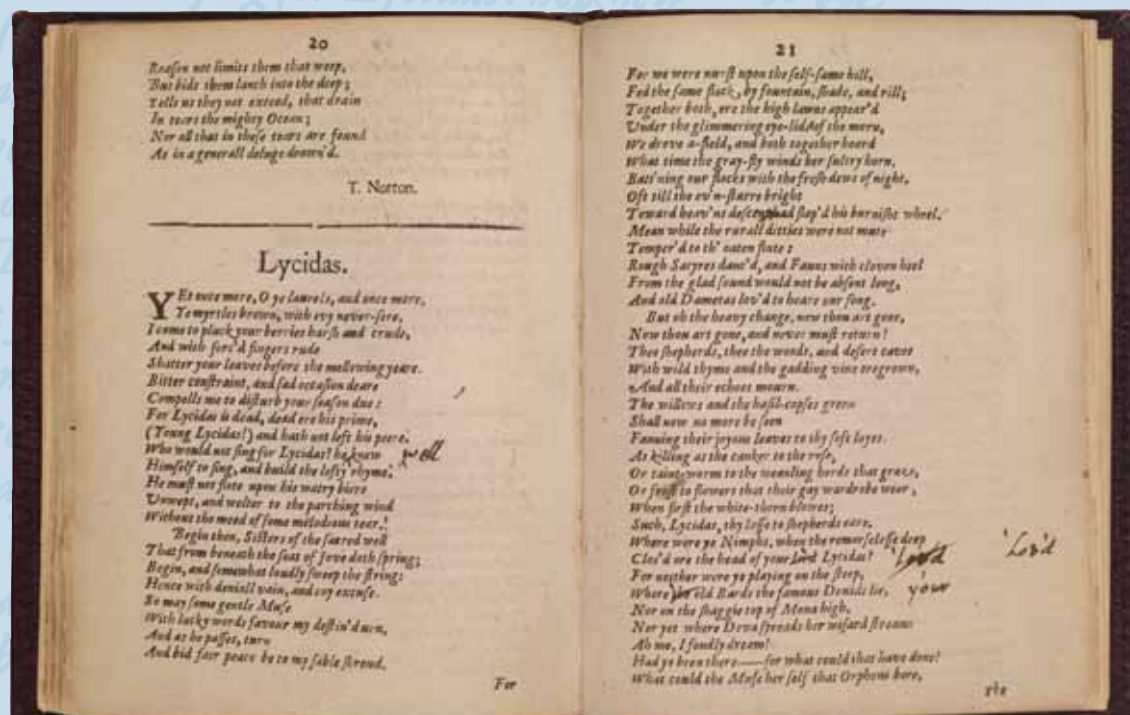 20
Reaſon not limits them that weep,
But bids them lanch into the deep;
Tells us they not exceed, that drain
In tears the mighty Ocean;
Nor all that in theſe tears are found
As in a generall deluge drown'd.
T. Norton.
Lycidas.
YEt once more, O ye laurels, and once more,
Ye myrtles brown, with ivy never-ſere,
I come to pluck your berries harſh and crude,
And with forc'd fingers rude
Shatter your leaves before the mellowing yeare.
Bitter conſtraint, and ſad occaſion deare
Compells me to diſturb your ſeaſon due:
For Lycidas is dead, dead ere his prime,
(Young Lycidas!) and hath not left his peere.
Who would not ſing for Lycidas? he knew well
Himſelf to ſing, and build the lofty rhyme.
He muſt not flote upon his watry biere
Unwept, and welter to the parching wind
Without the meed of ſome melodious tear.
Begin then, Siſters of the ſacred well
That from beneath the ſeat of Jove doth ſpring;
Begin, and ſomewhat loudly ſweep the ſtring:
Hence with deniall vain, and coy excuſe.
So may ſome gentle Muſe
With lucky words favour my deſtin'd urn,
And as he paſſes, turn
And bid fair peace be to my ſable ſhroud.
For
21
For we were nurſt upon the ſelf-ſame hill,
Fed the ſame flock, by fountain, ſhade, and rill;
Together both, ere the high lawns appear'd
Under the glimmering eye-lids of the morn,
We drove a-field, and both together heard
What time the gray-fly winds her ſultry horn,
Batt'ning our flocks with the freſh dews of night,
Oft till the ev'n-ſtarre bright
Toward heav'ns deſcent had ſlop'd his burniſht wheel.
Mean while the rurall ditties were not mute
Temper'd to th' oaten flute:
Rough Satyres danc'd, and Fauns with cloven heel
From the glad ſound would not be abſent long,
And old Dametas lov'd to heare our ſong.
But oh the heavy change, now thou art gone,
Now thou art gone, and never muſt return!
Thee ſhepherds, thee the woods, and deſert caves
With wild thyme and the gadding vine oregrown,
And all their echoes mourn.
The willows and the haſil-copſes green
Shall now no more be ſeen
Fanning their joyous leaves to thy ſoft layes.
As killing as the canker to the roſe,
Or taint-worm to the weanling herds that graze,
Or froſt to flowers that their gay wardrobe wear,
When firſt the white-thorn blowes;
Such, Lycidas, thy loſſe to ſhepherds eare.
Where were ye Nimphs, when the remorſeleſſe deep
Clos'd ore the head of your Lycidas? 'Lov'd
For neither were ye playing on the ſteep,
Where old Bards the famous Druids lie, your
Nor on the ſhaggie top of Mona high,
Nor yet where Deva ſpreads her wiſard ſtream:
Ah me, I fondly dream!
Had ye been there——for what could that have done?
What could the Muſe her ſelf that Orpheus bore,
The